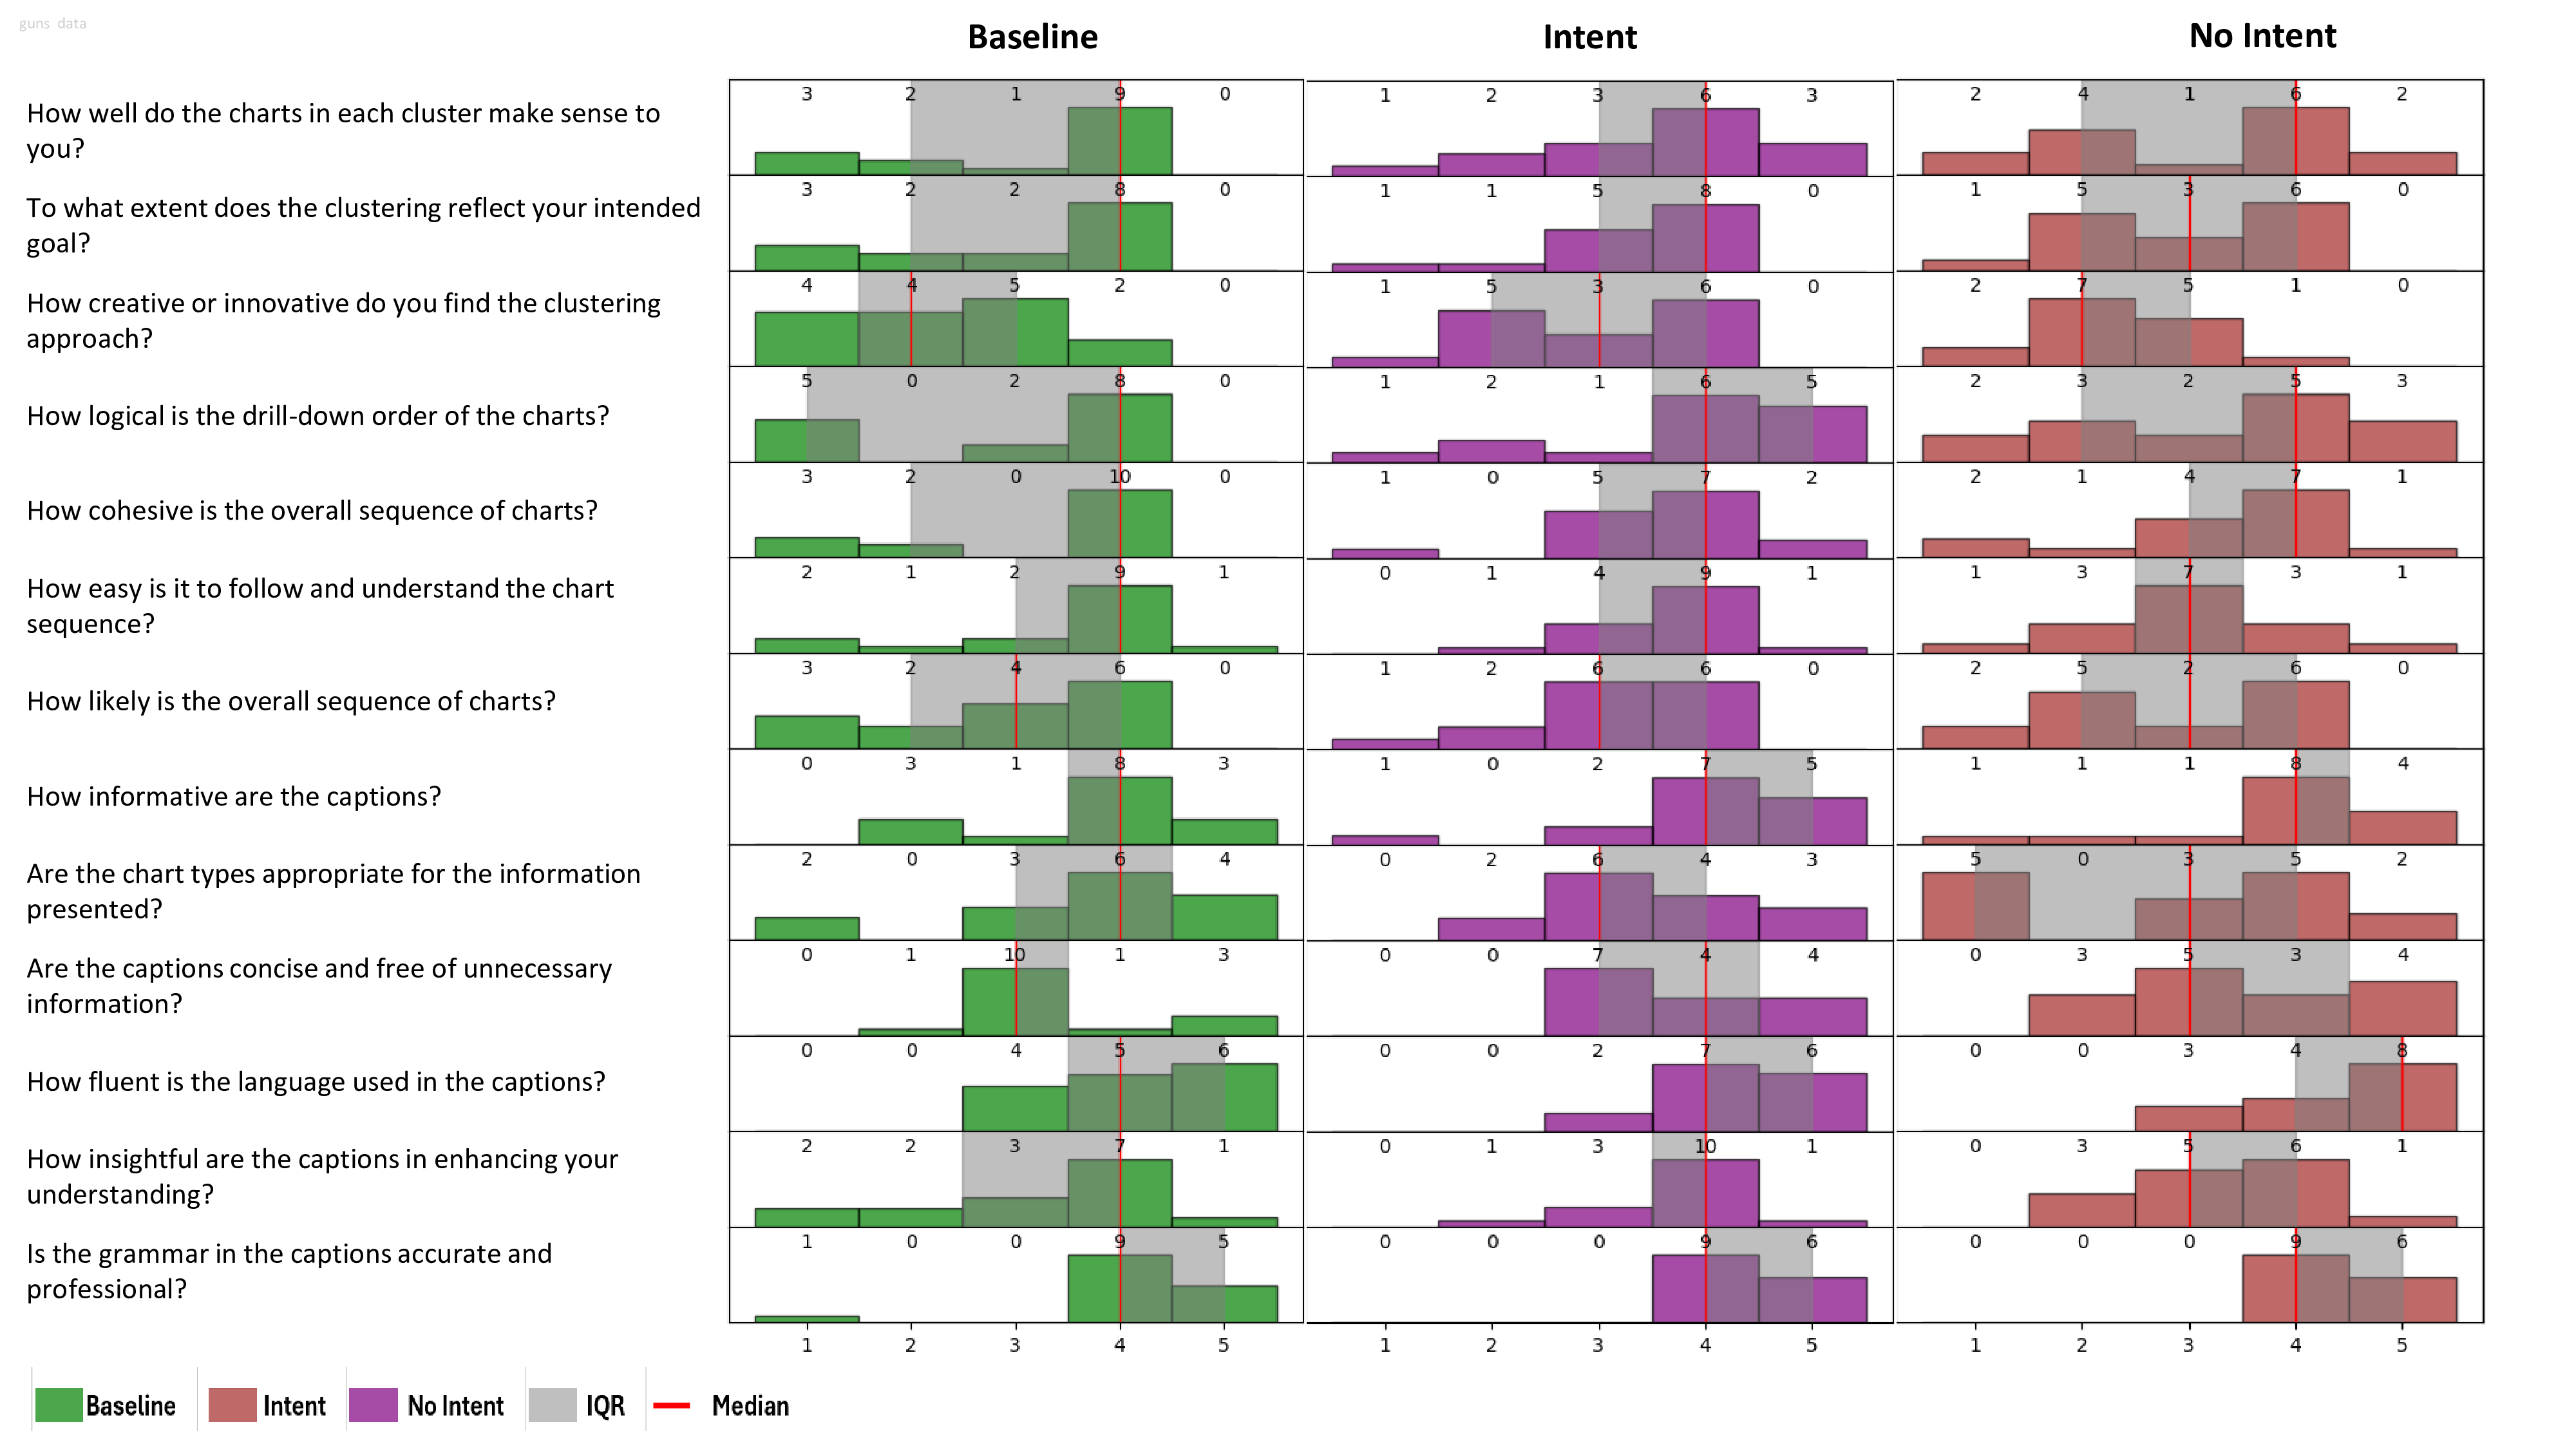 guns data
Baseline Intent No Intent
How well do the charts in each cluster make sense to
you?
3 2 1 9 0 1 2 3 6 3 2 4 1 6 2
To what extent does the clustering reflect your intended
goal?
3 2 2 8 0 1 1 5 8 0 1 5 3 6 0
How creative or innovative do you find the clustering
approach?
4 4 5 2 0 1 5 3 6 0 2 7 5 1 0
How logical is the drill-down order of the charts?
5 0 2 8 0 1 2 1 6 5 2 3 2 5 3
How cohesive is the overall sequence of charts?
3 2 0 10 0 1 0 5 7 2 2 1 4 7 1
How easy is it to follow and understand the chart
sequence?
2 1 2 9 1 0 1 4 9 1 1 3 7 3 1
How likely is the overall sequence of charts?
3 2 4 6 0 1 2 6 6 0 2 5 2 6 0
How informative are the captions?
0 3 1 8 3 1 0 2 7 5 1 1 1 8 4
Are the chart types appropriate for the information
presented?
2 0 3 6 4 0 2 6 4 3 5 0 3 5 2
Are the captions concise and free of unnecessary
information?
0 1 10 1 3 0 0 7 4 4 0 3 5 3 4
How fluent is the language used in the captions?
0 0 4 5 6 0 0 2 7 6 0 0 3 4 8
How insightful are the captions in enhancing your
understanding?
2 2 3 7 1 0 1 3 10 1 0 3 5 6 1
Is the grammar in the captions accurate and
professional?
1 0 0 9 5 0 0 0 9 6 0 0 0 9 6
1 2 3 4 5 1 2 3 4 5 1 2 3 4 5
Baseline Intent No Intent IQR Median